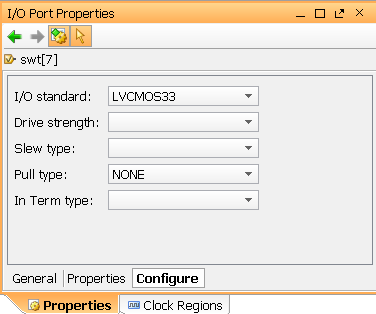 I/O Port Properties
swt[7]
I/O standard: LVCMOS33
Drive strength:
Slew type:
Pull type: NONE
In Term type:
General Properties Configure
Properties Clock Regions